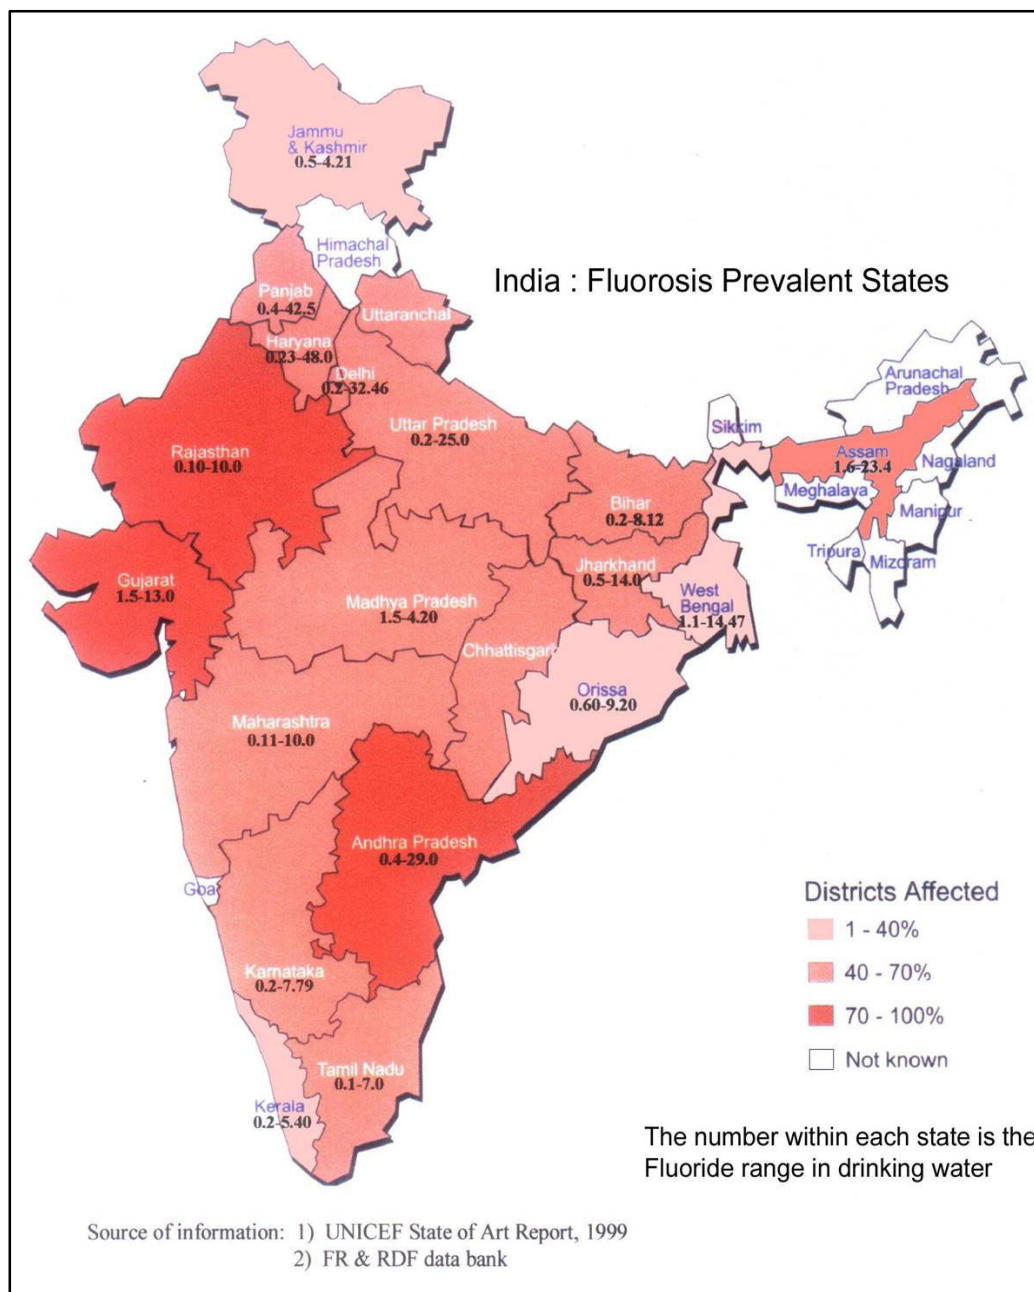 Jammu
& Kashmir
0.5-4.21
Himachal
Pradesh
India : Fluorosis Prevalent States
Panjab
0.4-42.5
Uttaranchal
Haryana
0.23-48.0
Delhi
0.2-32.46
Arunachal
Pradesh
Uttar Pradesh
0.2-25.0
Sikkim
Rajasthan
0.10-10.0
Assam
1.6-23.4
Nagaland
Meghalaya
Bihar
0.2-8.12
Manipur
Tripura
Mizoram
Jharkhand
0.5-14.0
Gujarat
1.5-13.0
Madhya Pradesh
1.5-4.20
West
Bengal
1.1-14.47
Chhattisgarh
Orissa
0.60-9.20
Maharashtra
0.11-10.0
Andhra Pradesh
0.4-29.0
Goa
Districts Affected
1 - 40%
40 - 70%
70 - 100%
Not known
Karnataka
0.2-7.79
Tamil Nadu
0.1-7.0
Kerala
0.2-5.40
The number within each state is the
Fluoride range in drinking water
Source of information: 1) UNICEF State of Art Report, 1999
2) FR & RDF data bank